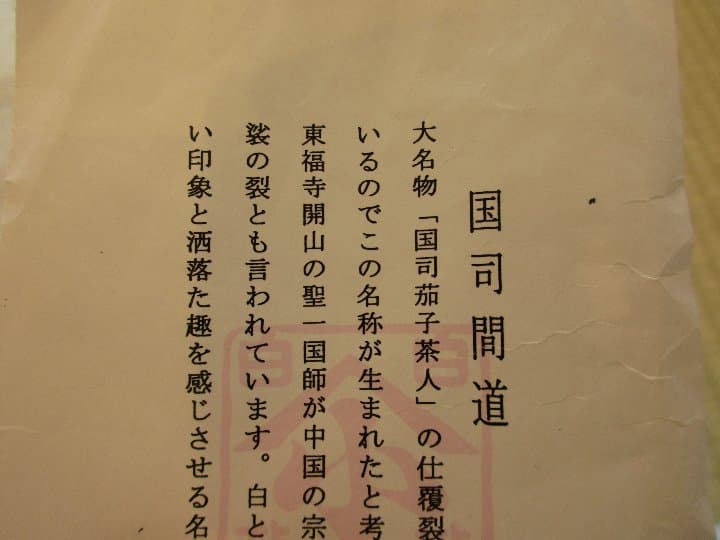 国司間道
大名物「国司茄子茶人」の仕覆裂
いるのでこの名称が生まれたと考
東福寺開山の聖一国師が中国の宗
裟の裂とも言われています。白と
い印象と洒落た趣を感じさせる名